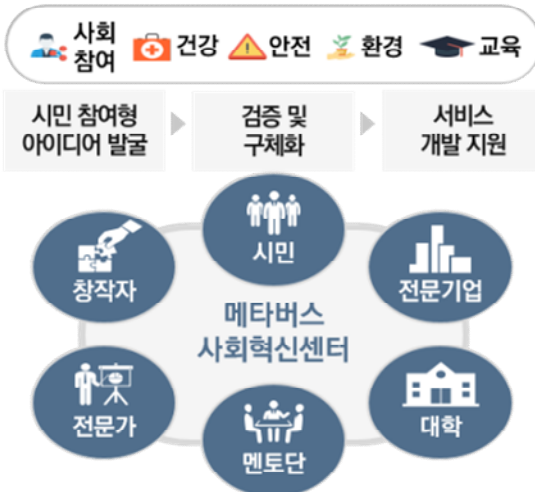 사회
참여
건강
안전
환경
교육
시민 참여형
아이디어 발굴
검증 및
구체화
서비스
개발 지원
시민
창작자
전문기업
메타버스
사회혁신센터
전문가
대학
멘토단